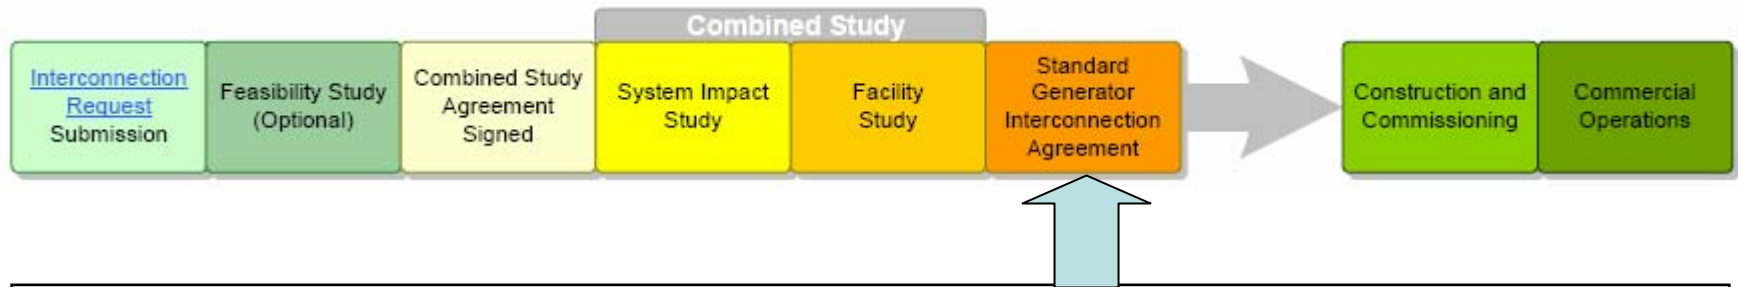 Combined Study
Interconnection
Request
Submission
Feasibility Study
(Optional)
Combined Study
Agreement
Signed
System Impact
Study
Facility
Study
Standard
Generator
Interconnection
Agreement
Construction and
Commissioning
Commercial
Operations